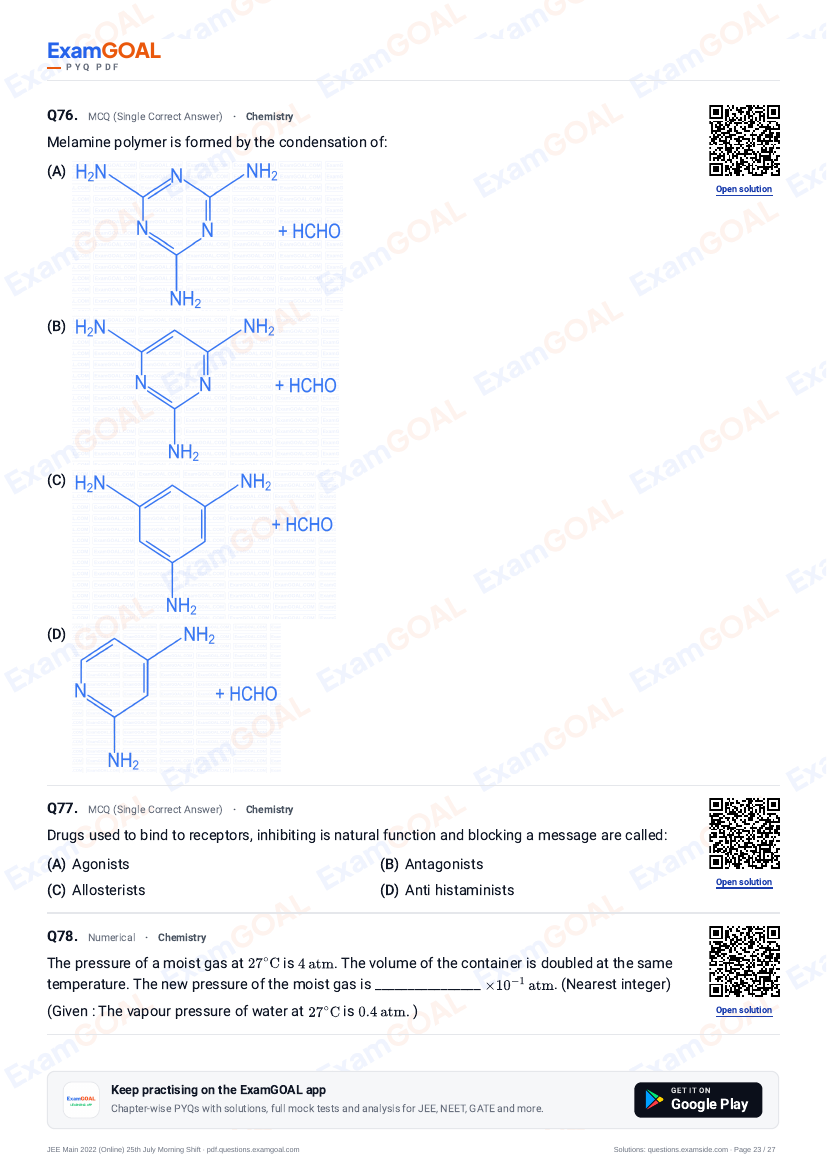 ExamGOAL
PYQ PDF
Q76. MCQ (Single Correct Answer) · Chemistry
Melamine polymer is formed by the condensation of:
Open solution
(A) H₂N N NH₂
N N + HCHO
NH₂
(B) H₂N NH₂
N N + HCHO
NH₂
(C) H₂N NH₂
+ HCHO
NH₂
(D) NH₂
N + HCHO
NH₂
Q77. MCQ (Single Correct Answer) · Chemistry
Drugs used to bind to receptors, inhibiting is natural function and blocking a message are called:
(A) Agonists (B) Antagonists
Open solution
(C) Allosterists (D) Anti histaminists
Q78. Numerical · Chemistry
The pressure of a moist gas at 27°C is 4 atm. The volume of the container is doubled at the same
temperature. The new pressure of the moist gas is ________________ ×10⁻¹ atm. (Nearest integer)
(Given : The vapour pressure of water at 27°C is 0.4 atm. )
Open solution
ExamGOAL
Keep practising on the ExamGOAL app
Chapter-wise PYQs with solutions, full mock tests and analysis for JEE, NEET, GATE and more.
GET IT ON
Google Play
JEE Main 2022 (Online) 25th July Morning Shift · pdf.questions.examgoal.com Solutions: questions.examside.com · Page 23 / 27